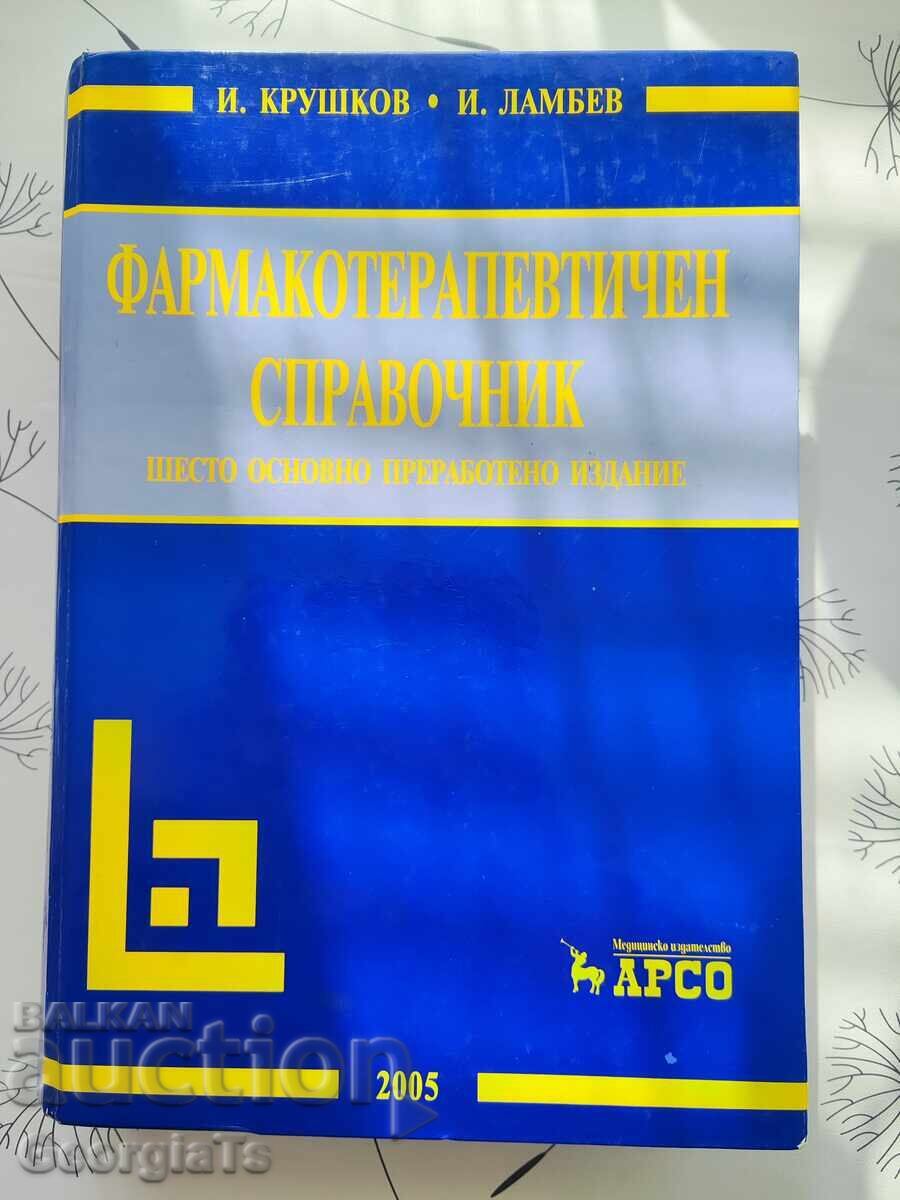 И. КРУШКОВ • И. ЛАМБЕВ
ФАРМАКОТЕРАПЕВТИЧЕН
СПРАВОЧНИК
ШЕСТО ОСНОВНО ПРЕРАБОТЕНО ИЗДАНИЕ
Медицинско издателство
АРСО
2005
BALKAN
auction
GeorgiaTs